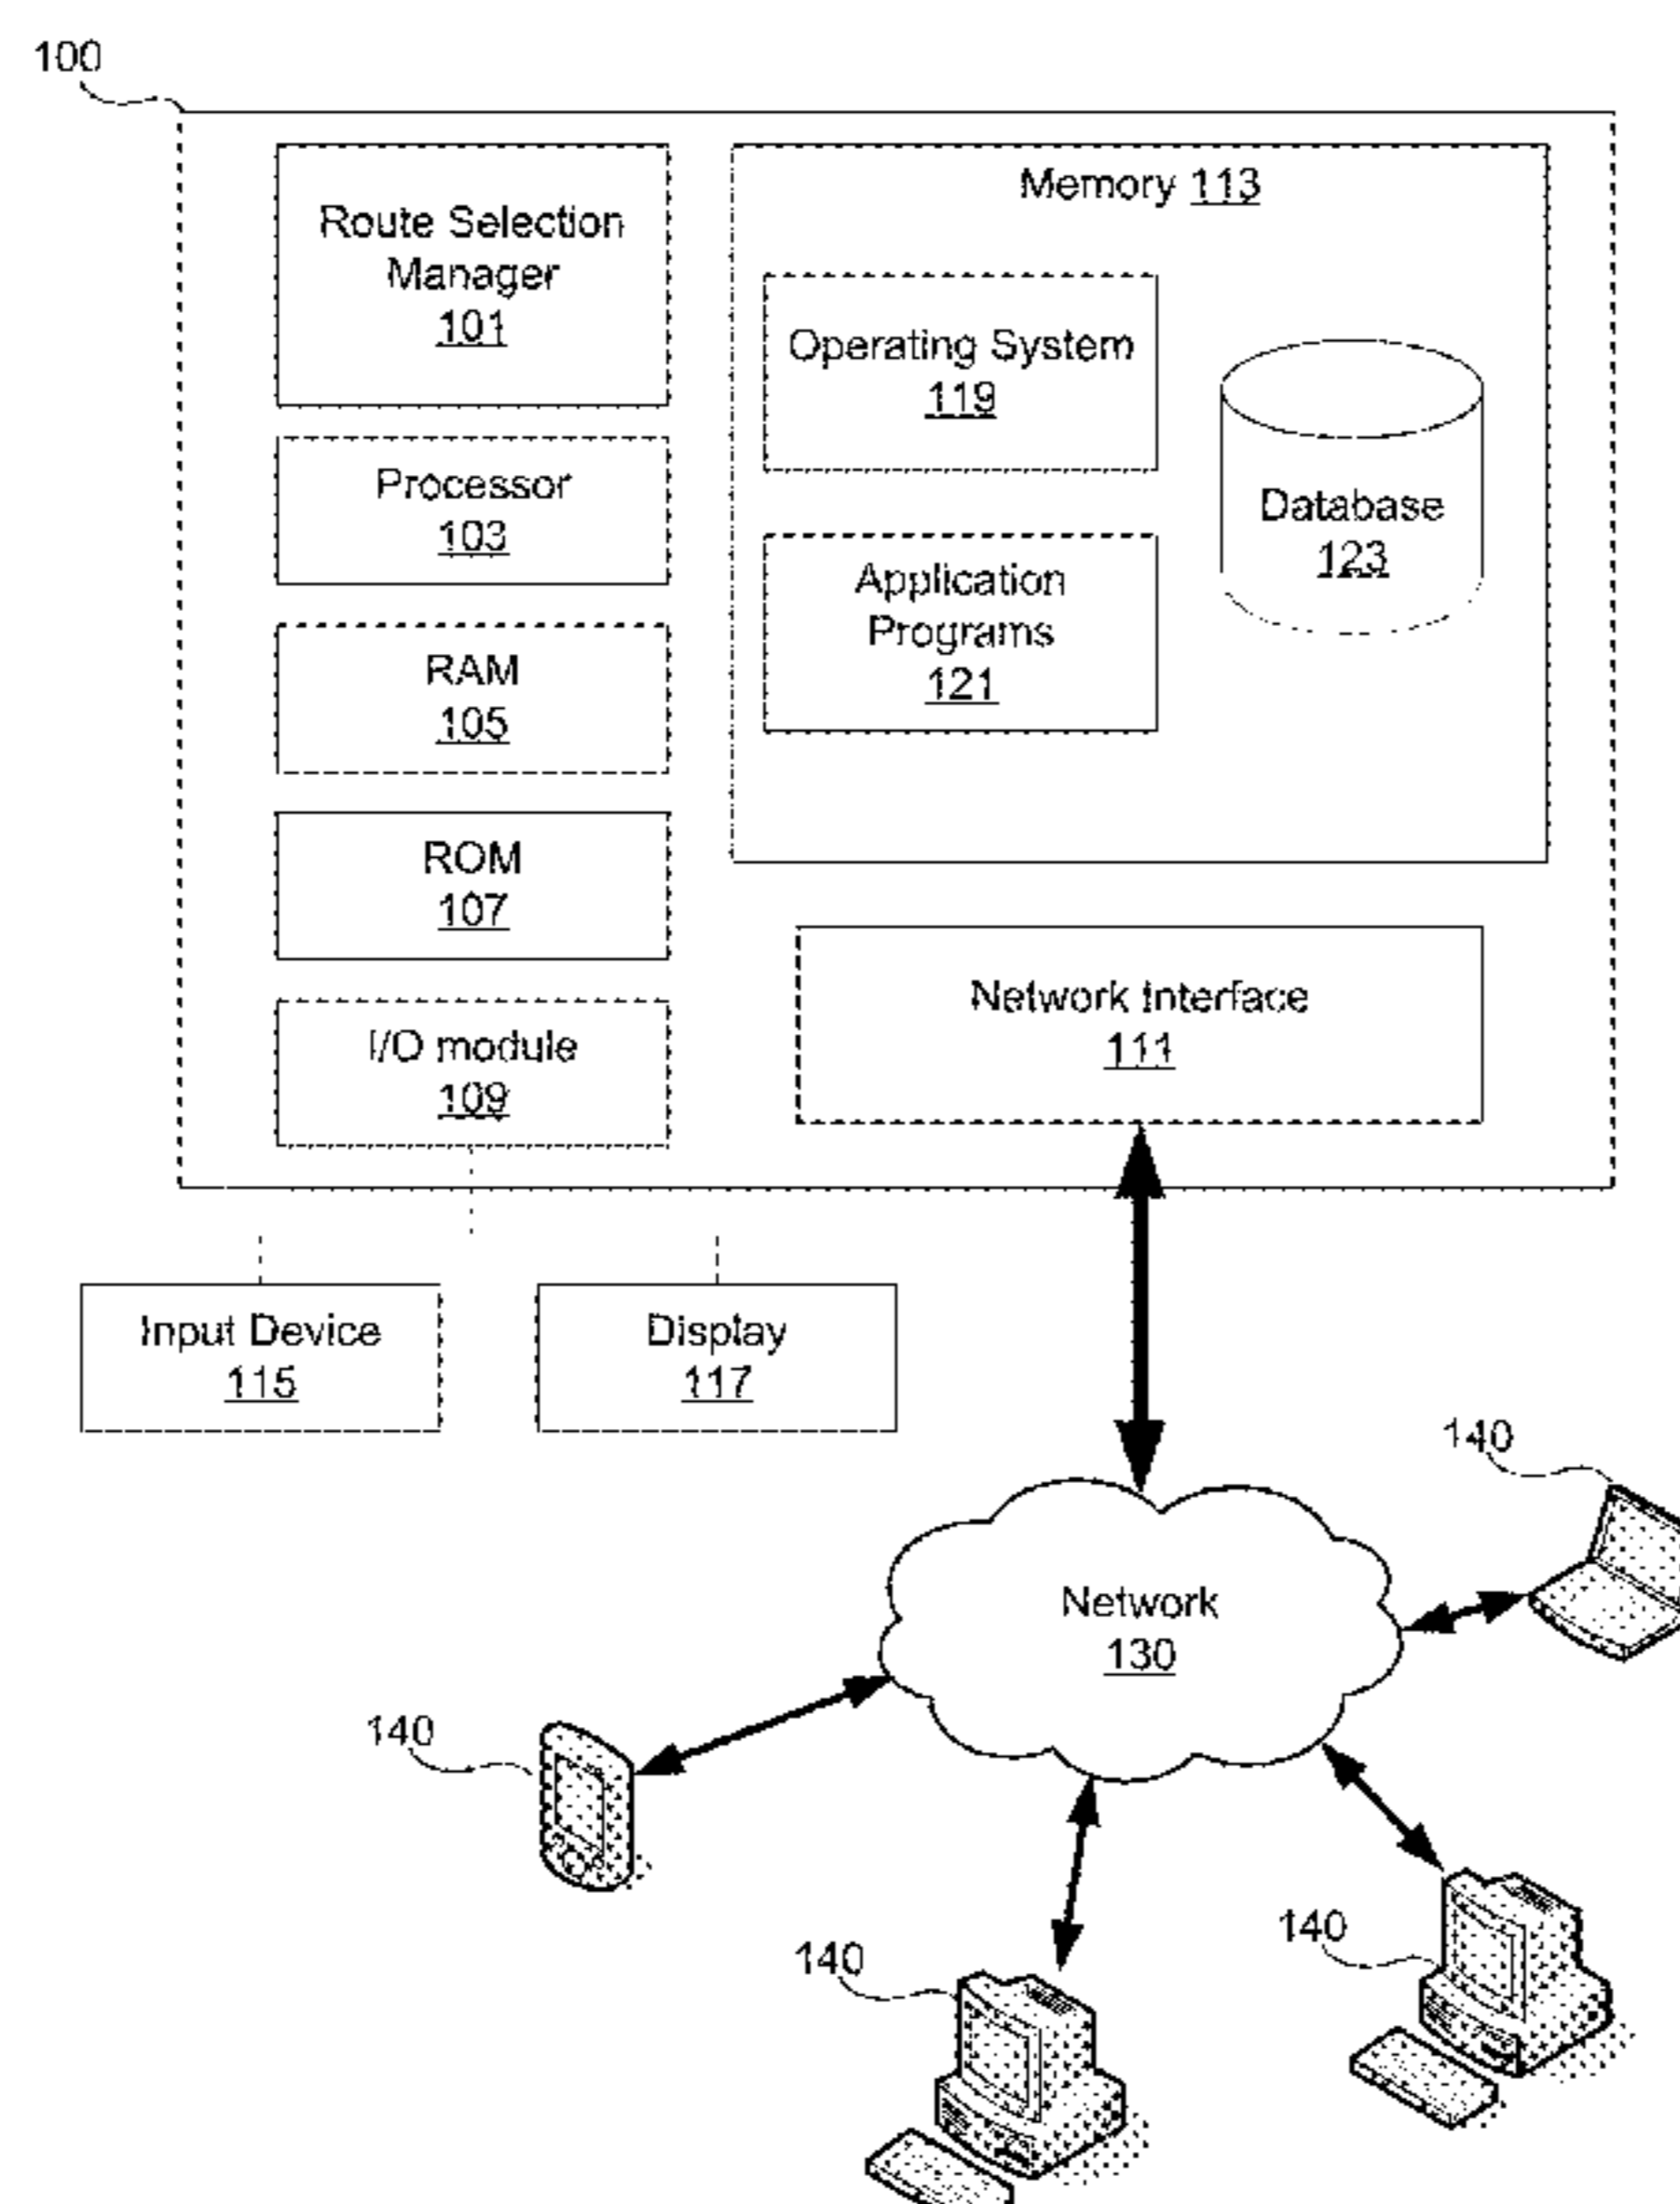 100
Route Selection
Manager
101
Processor
103
RAM
105
ROM
107
I/O module
109
Memory 113
Operating System
119
Application
Programs
121
Database
123
Network Interface
111
Input Device
115
Display
117
Network
130
140
140
140
140